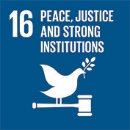 16 PEACE, JUSTICE
AND STRONG
INSTITUTIONS